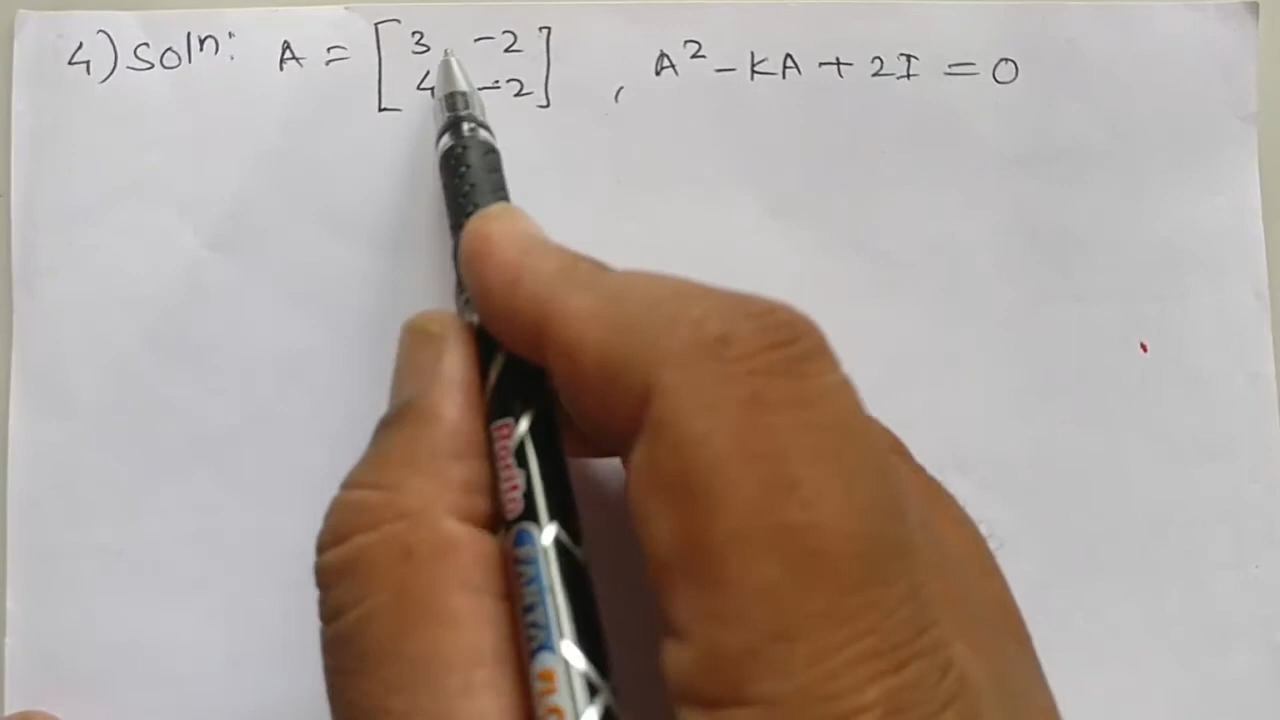 4) Soln: A = [3 -2
4 -2] , A² - KA + 2I = 0